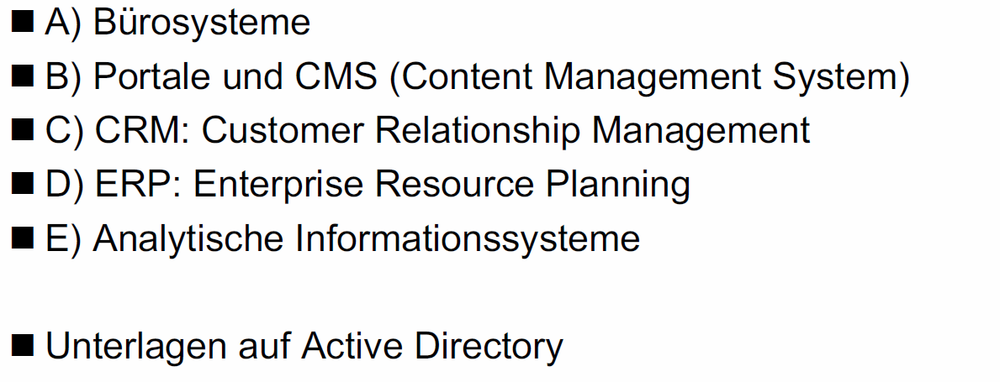 ■ A) Bürosysteme
■ B) Portale und CMS (Content Management System)
■ C) CRM: Customer Relationship Management
■ D) ERP: Enterprise Resource Planning
■ E) Analytische Informationssysteme
■ Unterlagen auf Active Directory